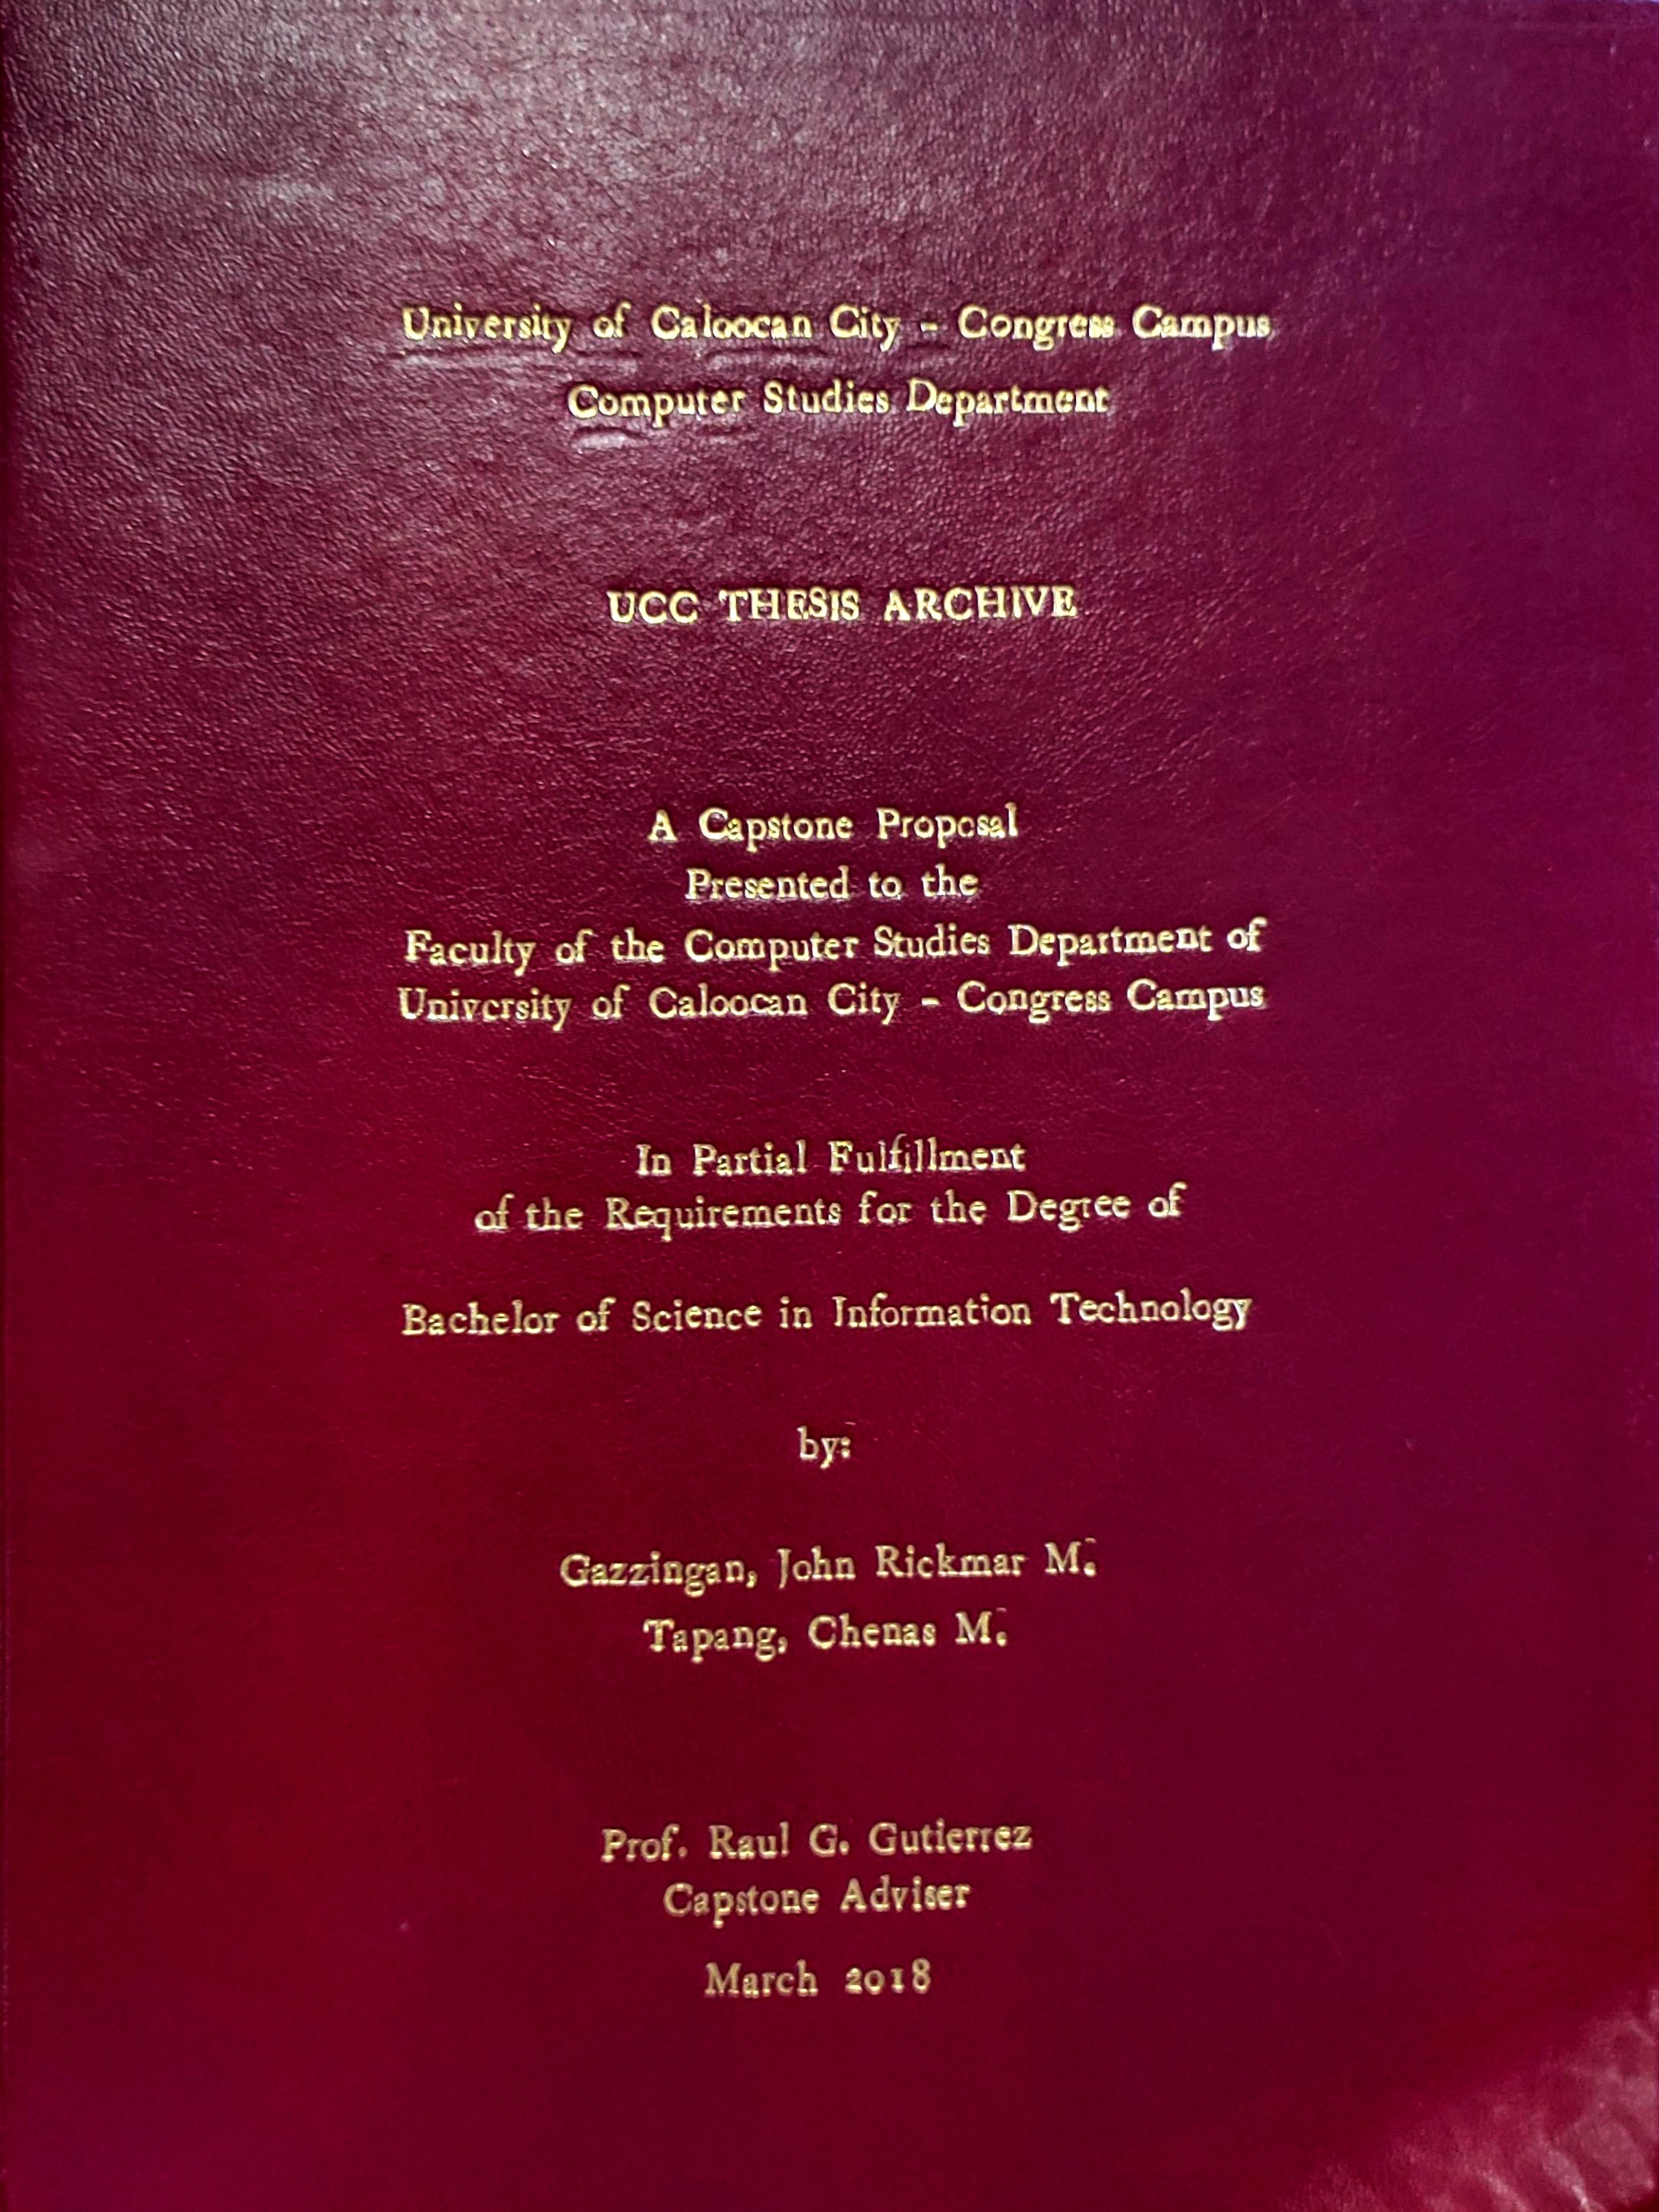 University of Caloocan City - Congress Campus
Computer Studies Department
UCC THESIS ARCHIVE
A Capstone Proposal
Presented to the
Faculty of the Computer Studies Department of
University of Caloocan City - Congress Campus
In Partial Fulfillment
of the Requirements for the Degree of
Bachelor of Science in Information Technology
by:
Gazzingan, John Rickmar M.
Tapang, Chenas M.
Prof. Raul G. Gutierrez
Capstone Adviser
March 2018